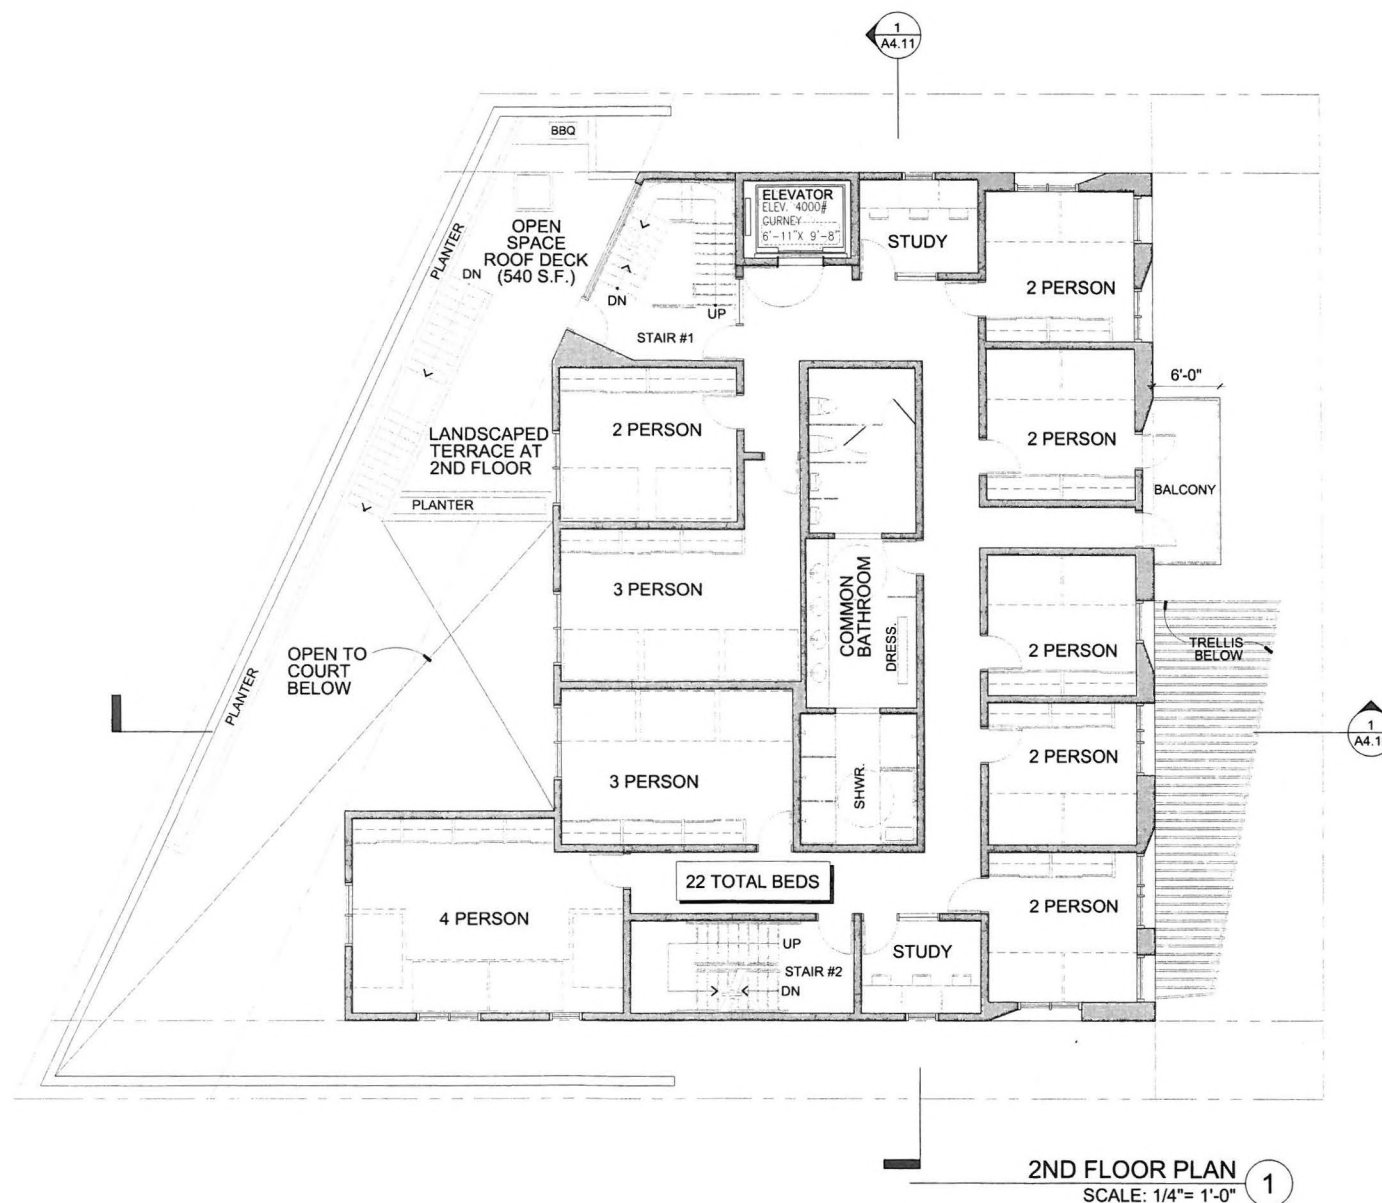 1
A4.11
BBQ
ELEVATOR
ELEV. 4000#
GURNEY
6'-11"X 9'-8"
STUDY
OPEN
SPACE
ROOF DECK
(540 S.F.)
PLANTER
DN
DN
UP
STAIR #1
2 PERSON
6'-0"
2 PERSON
2 PERSON
LANDSCAPED
TERRACE AT
2ND FLOOR
BALCONY
PLANTER
3 PERSON
COMMON
BATHROOM
DRESS.
2 PERSON
TRELLIS
BELOW
OPEN TO
COURT
BELOW
PLANTER
1
A4.1
2 PERSON
3 PERSON
SHWR.
22 TOTAL BEDS
2 PERSON
4 PERSON
UP
STAIR #2
DN
STUDY
2ND FLOOR PLAN
1
SCALE: 1/4"= 1'-0"